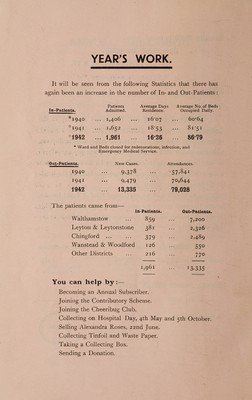 YEAR'S WORK.
It will be seen from the following Statistics that there has
again been an increase in the number of In- and Out-Patients :
In-Patients. Patients Admitted. Average Days Residence. Average No. of Beds Occupied Daily.
*1940 ... 1,406 ... 16·07 ... 60·64
*1941 ... 1,652 ... 18·53 ... 81·51
*1942 ... 1,961 ... 16·26 ... 86·79
* Ward and Beds closed for redecorations, infection, and
Emergency Medical Service.
Out-Patients. New Cases. Attendances.
1940 ... 9,378 ... 57,841
1941 ... 9,479 ... 70,644
1942 ... 13,335 ... 79,028
The patients came from—
In Patients. Out-Patients.
Walthamstow ... 859 ... 7,200
Leyton & Leytonstone 381 ... 2,326
Chingford ... ... 379 ... 2,489
Wanstead & Woodford 126 ... 550
Other Districts ... 216 ... 770
1,961 ... 13,335
You can help by :—
Becoming an Annual Subscriber.
Joining the Contributory Scheme.
Joining the Cheeribug Club.
Collecting on Hospital Day, 4th May and 5th October.
Selling Alexandra Roses, 22nd June.
Collecting Tinfoil and Waste Paper.
Taking a Collecting Box.
Sending a Donation.